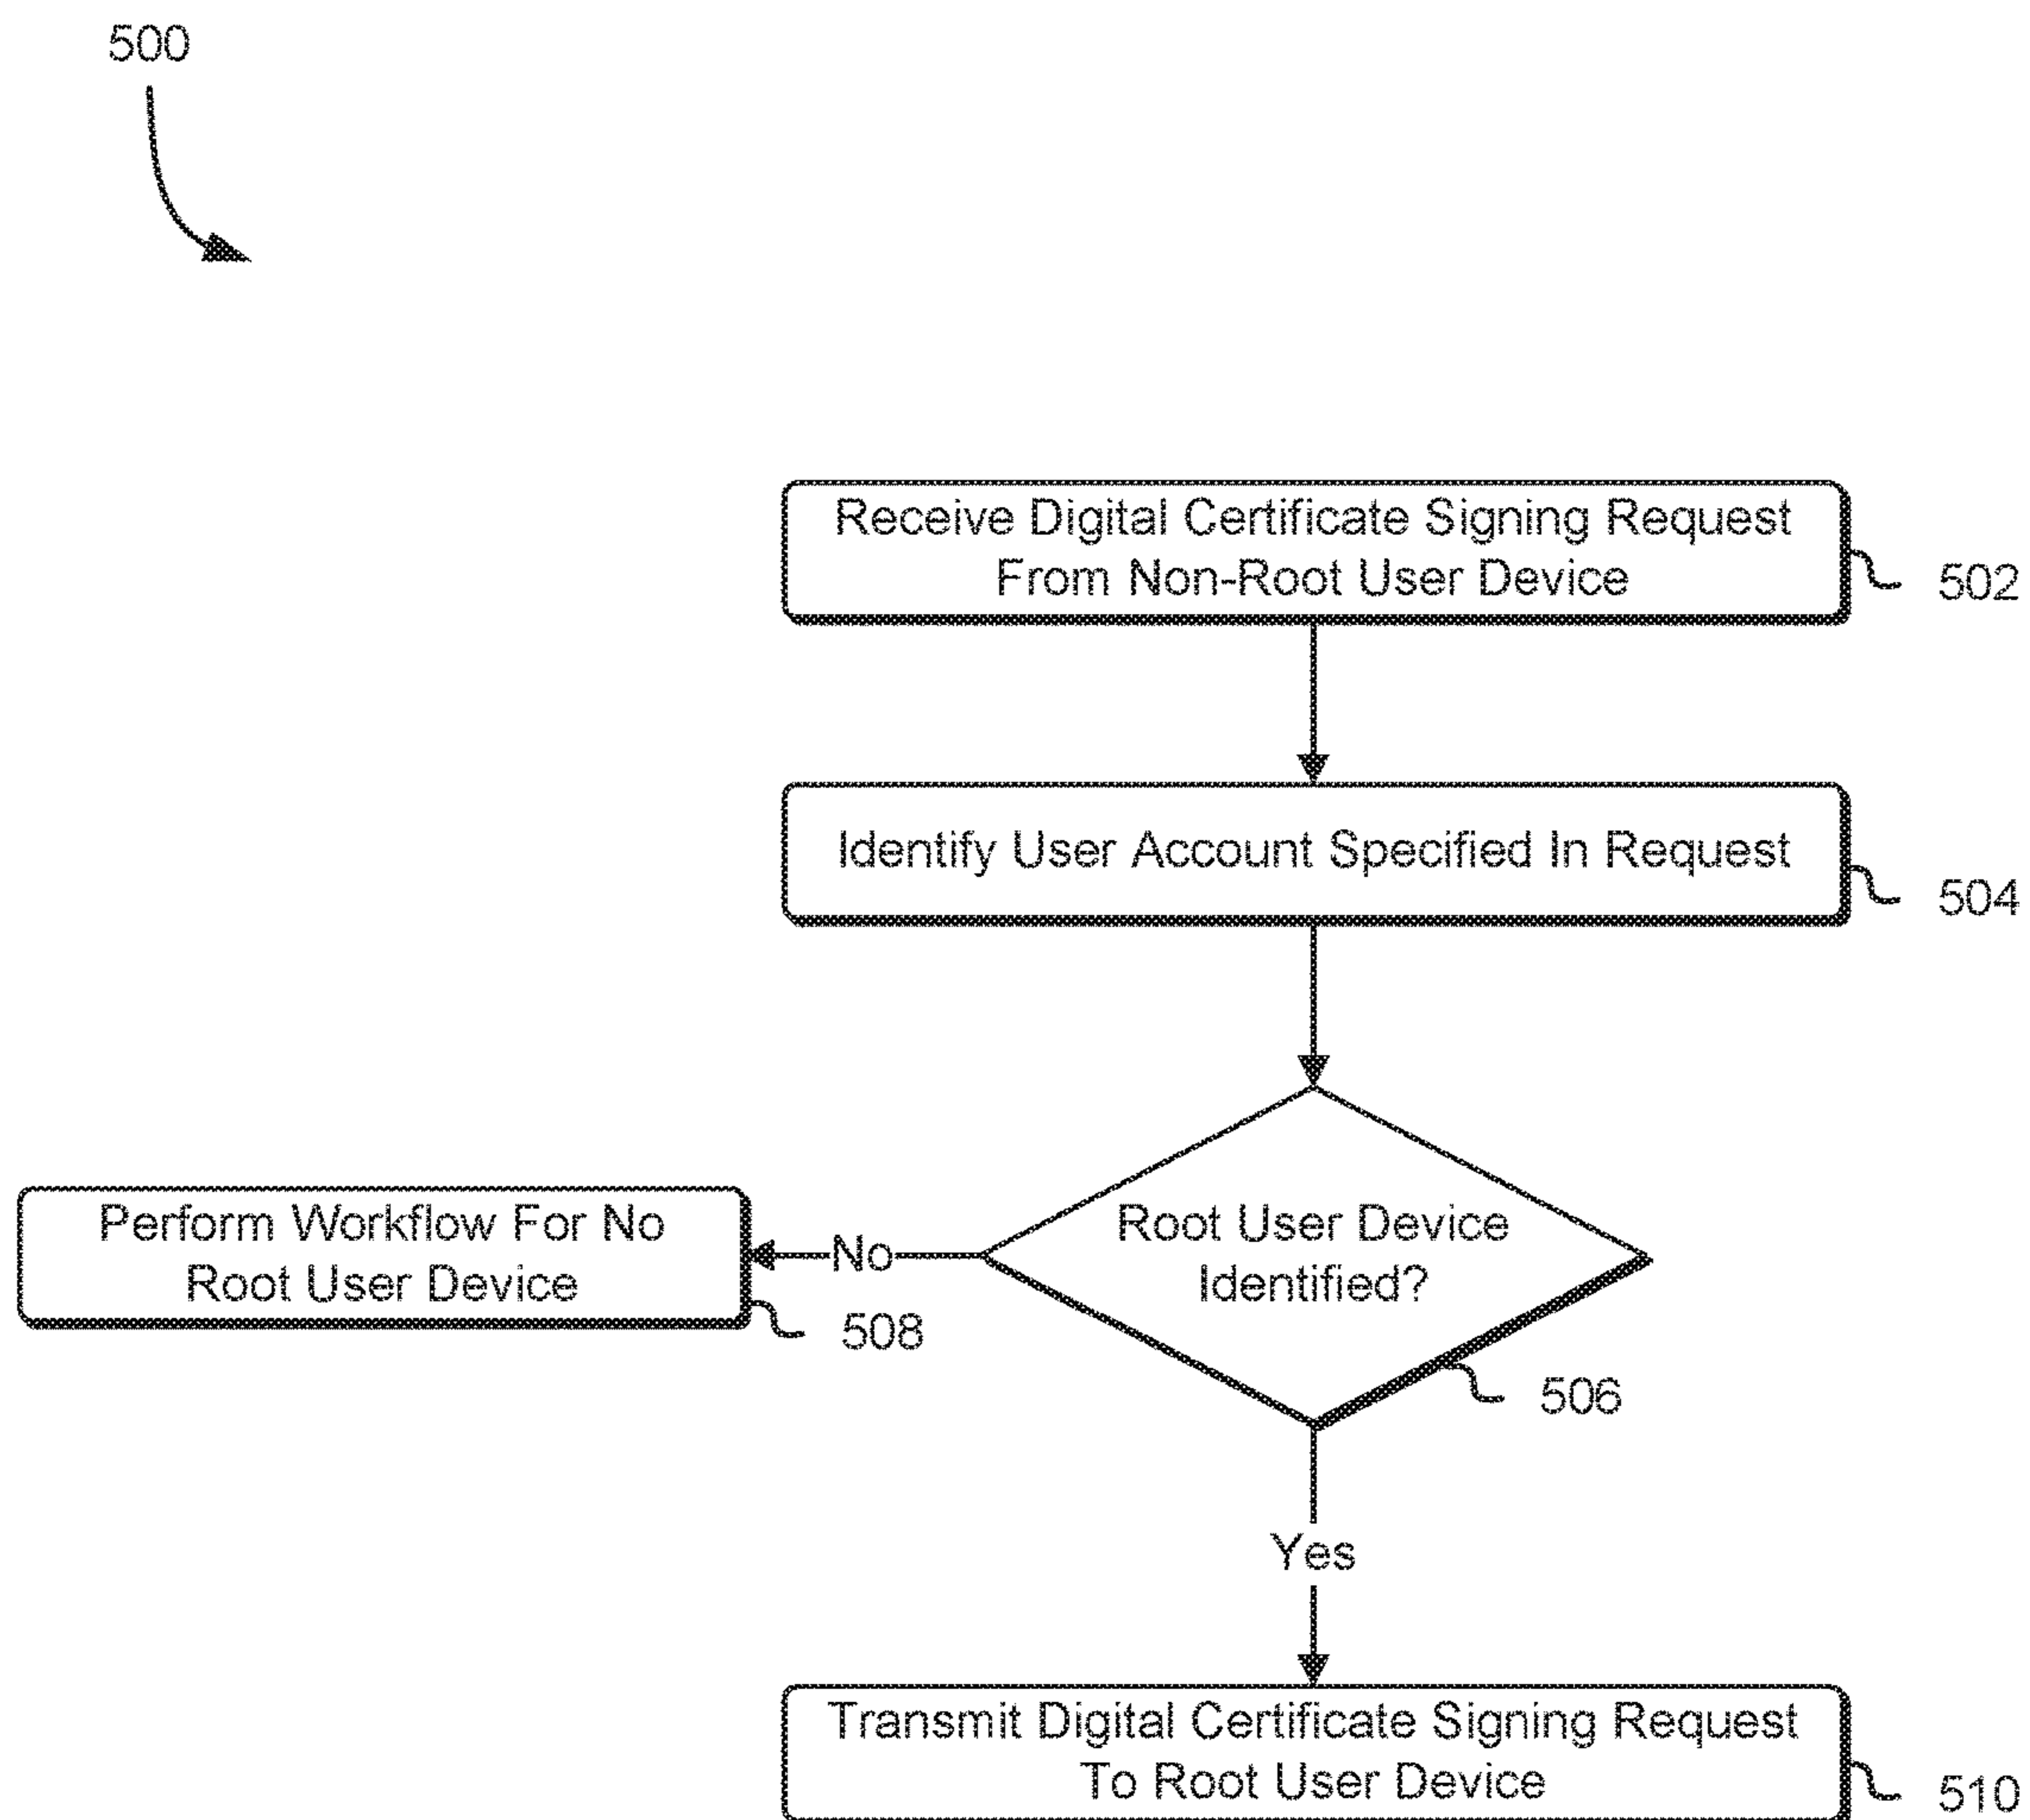 500
Receive Digital Certificate Signing Request
From Non-Root User Device
502
Identify User Account Specified In Request
504
Root User Device
Identified?
506
No
Perform Workflow For No
Root User Device
508
Yes
Transmit Digital Certificate Signing Request
To Root User Device
510